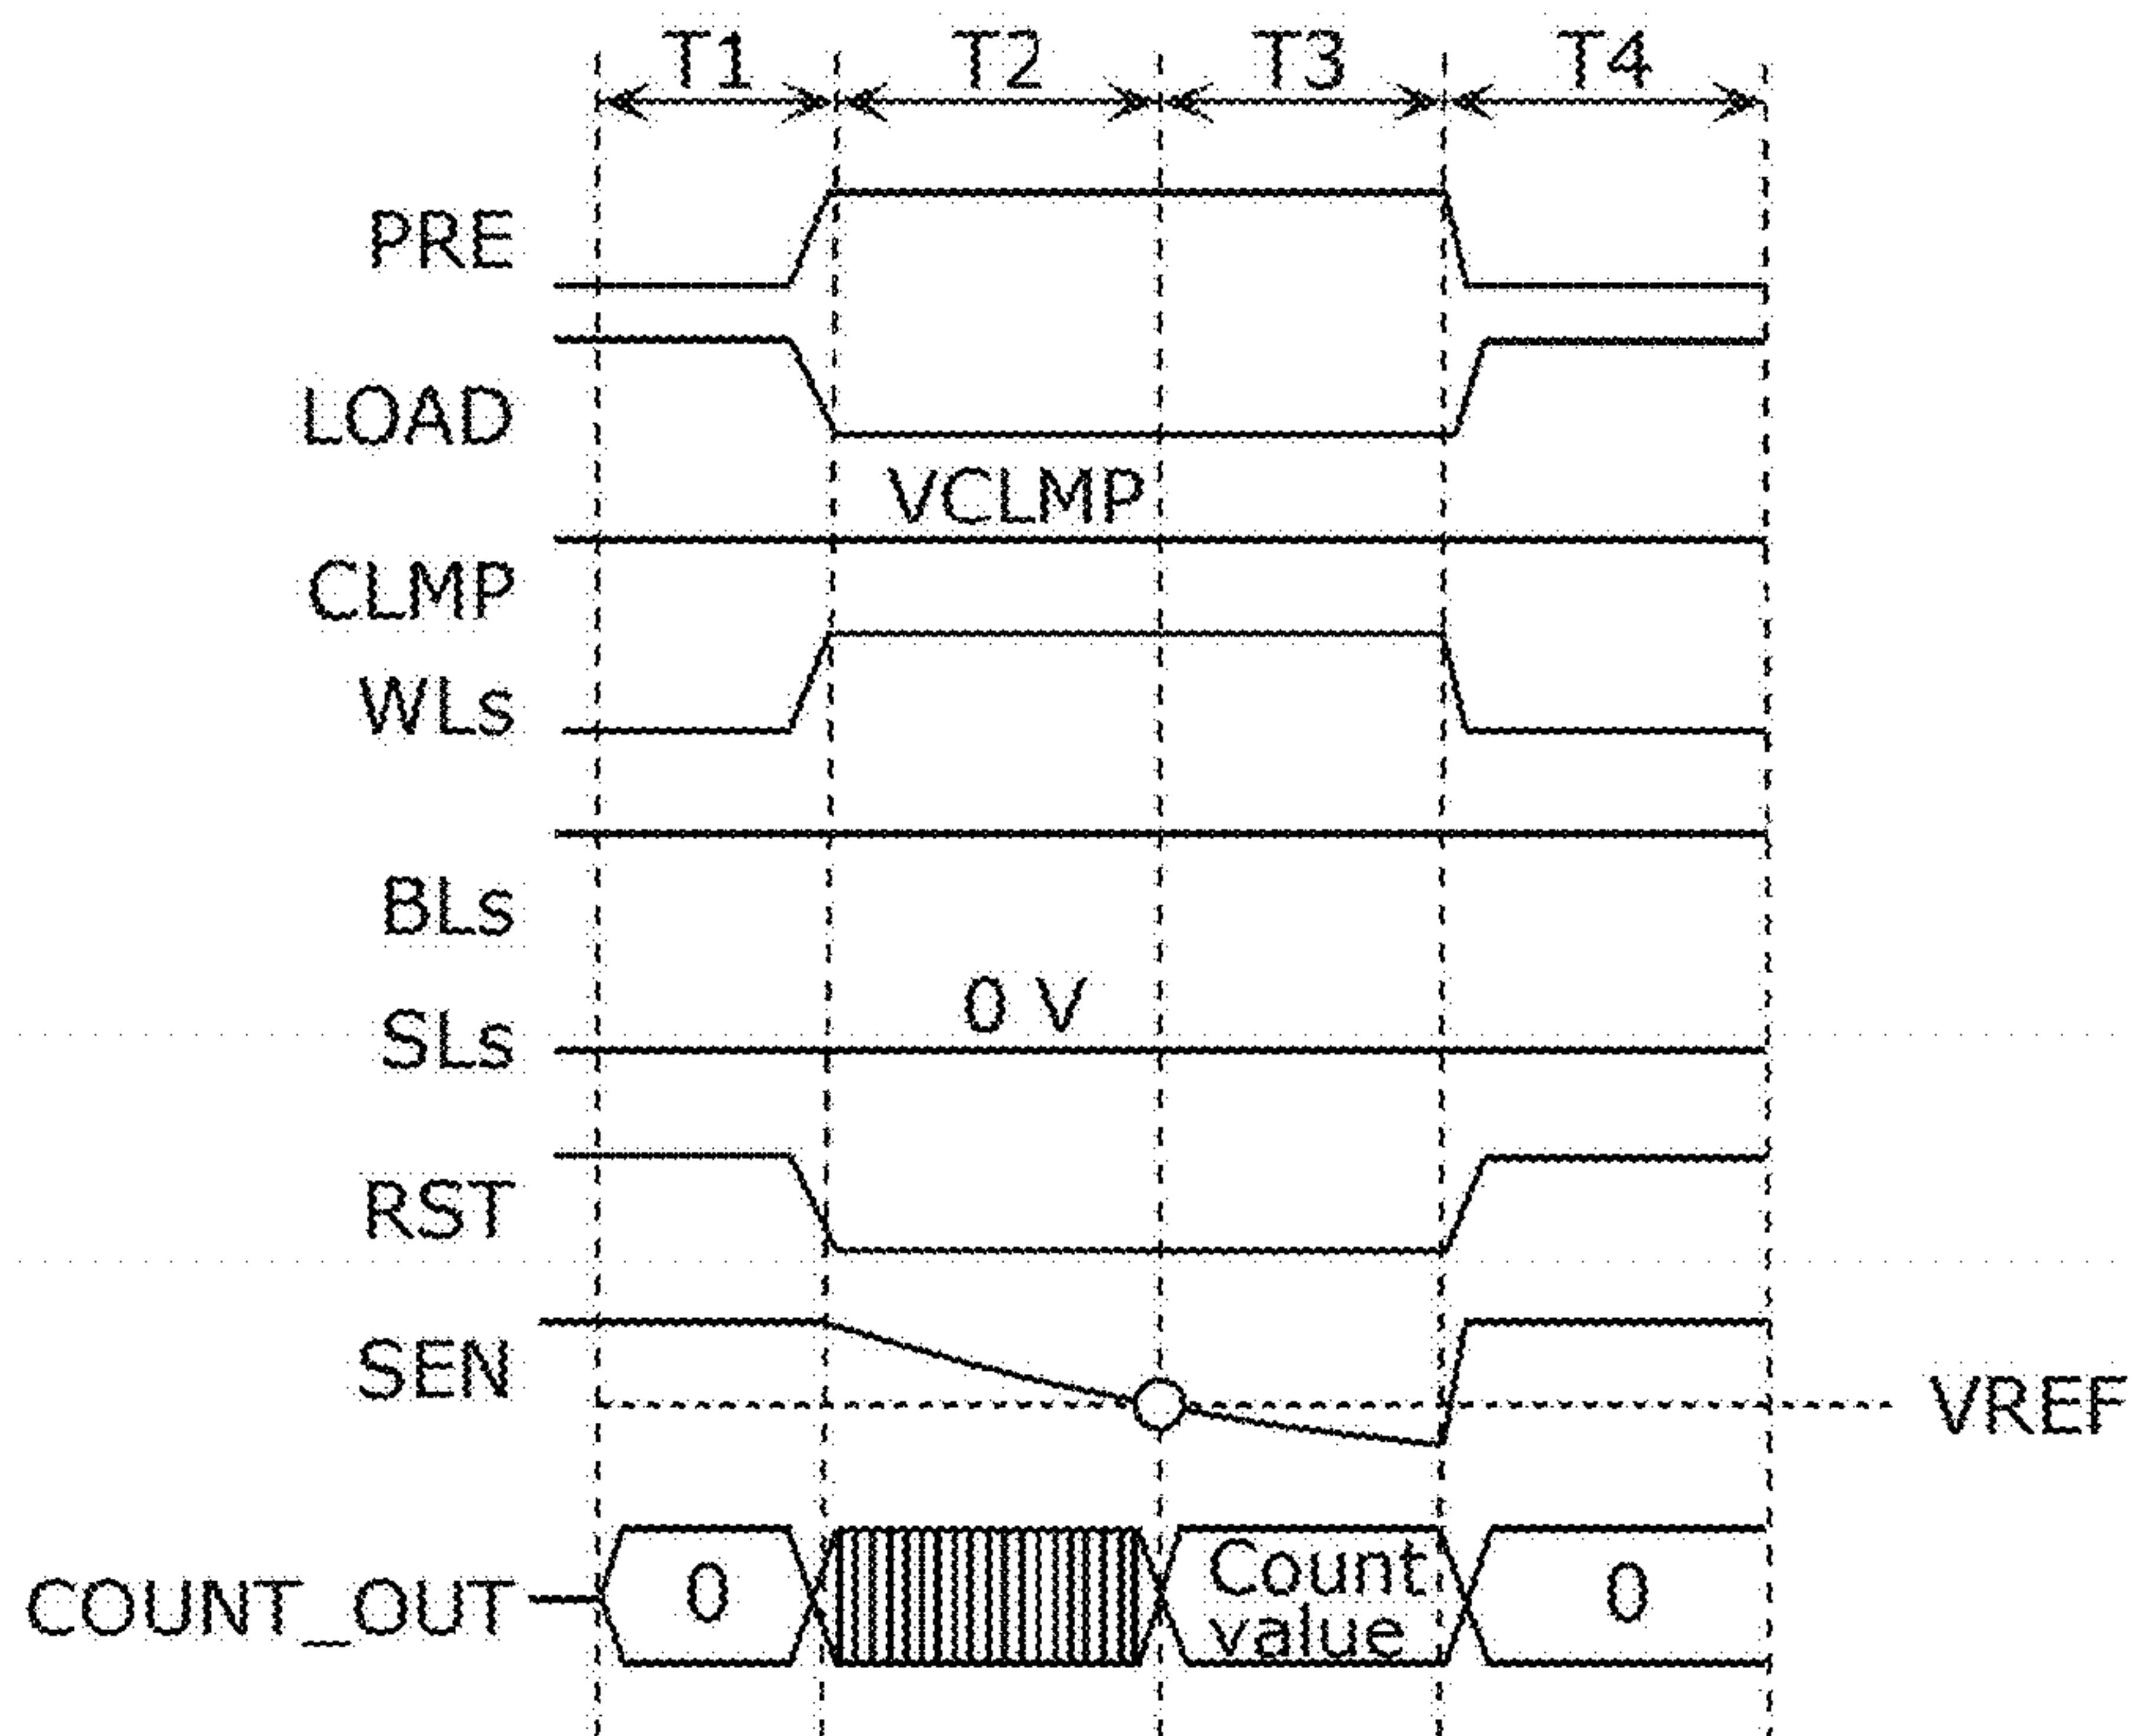 T1 T2 T3 T4
PRE
LOAD
VCLMP
CLMP
WLs
BLs
0 V
SLs
RST
SEN
VREF
COUNT_OUT 0 Count value 0